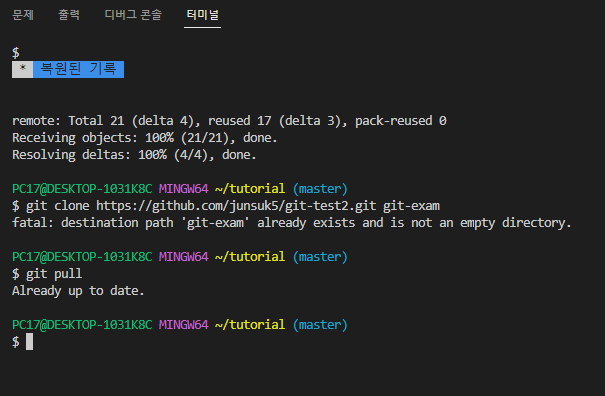 문제 출력 디버그 콘솔 터미널
$
* 복원된 기록
remote: Total 21 (delta 4), reused 17 (delta 3), pack-reused 0
Receiving objects: 100% (21/21), done.
Resolving deltas: 100% (4/4), done.
PC17@DESKTOP-1031K8C MINGW64 ~/tutorial (master)
$ git clone https://github.com/junsuk5/git-test2.git git-exam
fatal: destination path 'git-exam' already exists and is not an empty directory.
PC17@DESKTOP-1031K8C MINGW64 ~/tutorial (master)
$ git pull
Already up to date.
PC17@DESKTOP-1031K8C MINGW64 ~/tutorial (master)
$